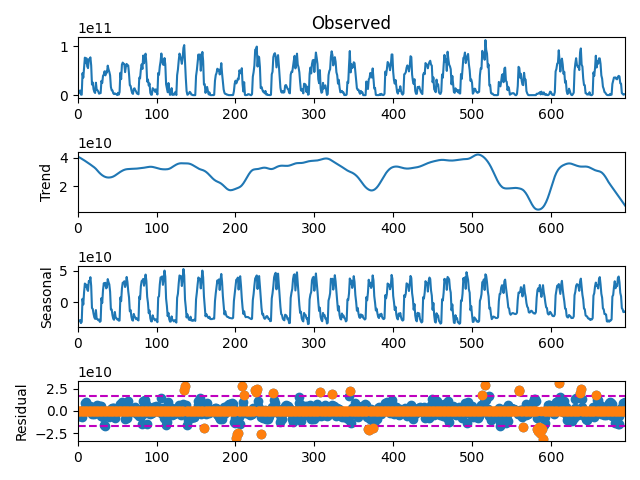 Observed
1e11
1
0
0 100 200 300 400 500 600
1e10
Trend
4
2
0 100 200 300 400 500 600
5e10
Seasonal
5
0
0 100 200 300 400 500 600
1e10
Residual
2.5
0.0
−2.5
0 100 200 300 400 500 600